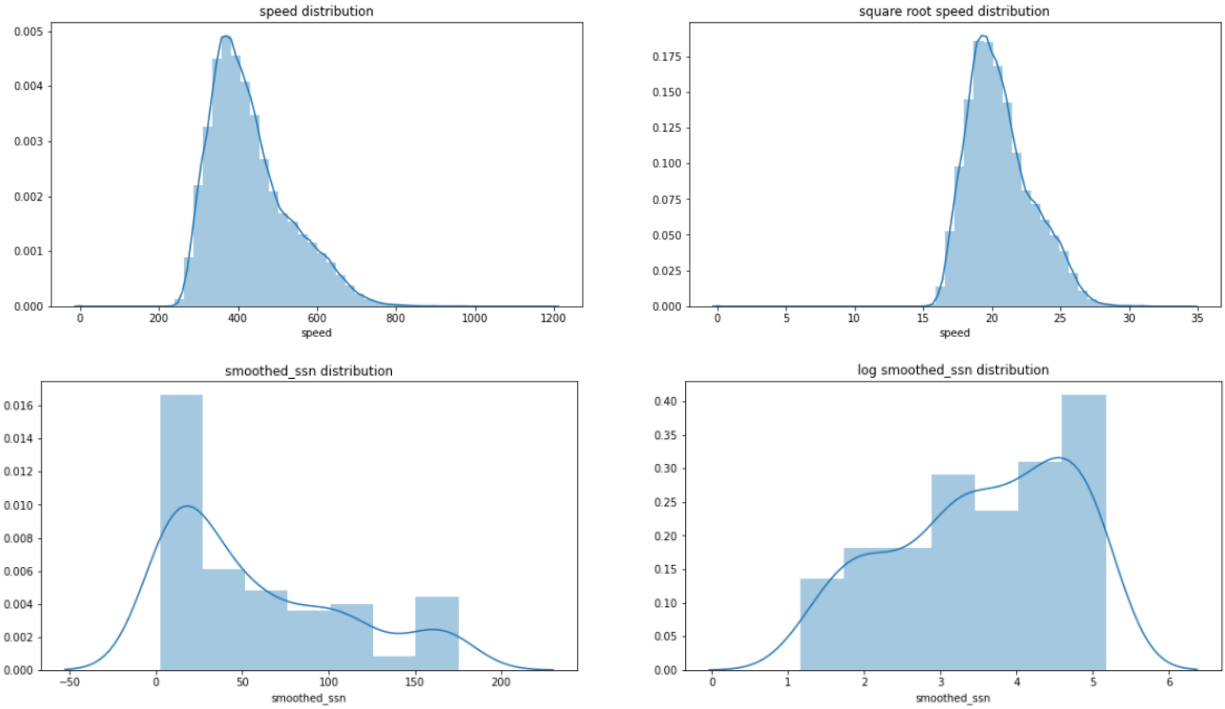 speed distribution
0.005
0.004
0.003
0.002
0.001
0.000
0 200 400 600 800 1000 1200
speed
square root speed distribution
0.175
0.150
0.125
0.100
0.075
0.050
0.025
0.000
0 5 10 15 20 25 30 35
speed
smoothed_ssn distribution
0.016
0.014
0.012
0.010
0.008
0.006
0.004
0.002
0.000
−50 0 50 100 150 200
smoothed_ssn
log smoothed_ssn distribution
0.40
0.35
0.30
0.25
0.20
0.15
0.10
0.05
0.00
0 1 2 3 4 5 6
smoothed_ssn